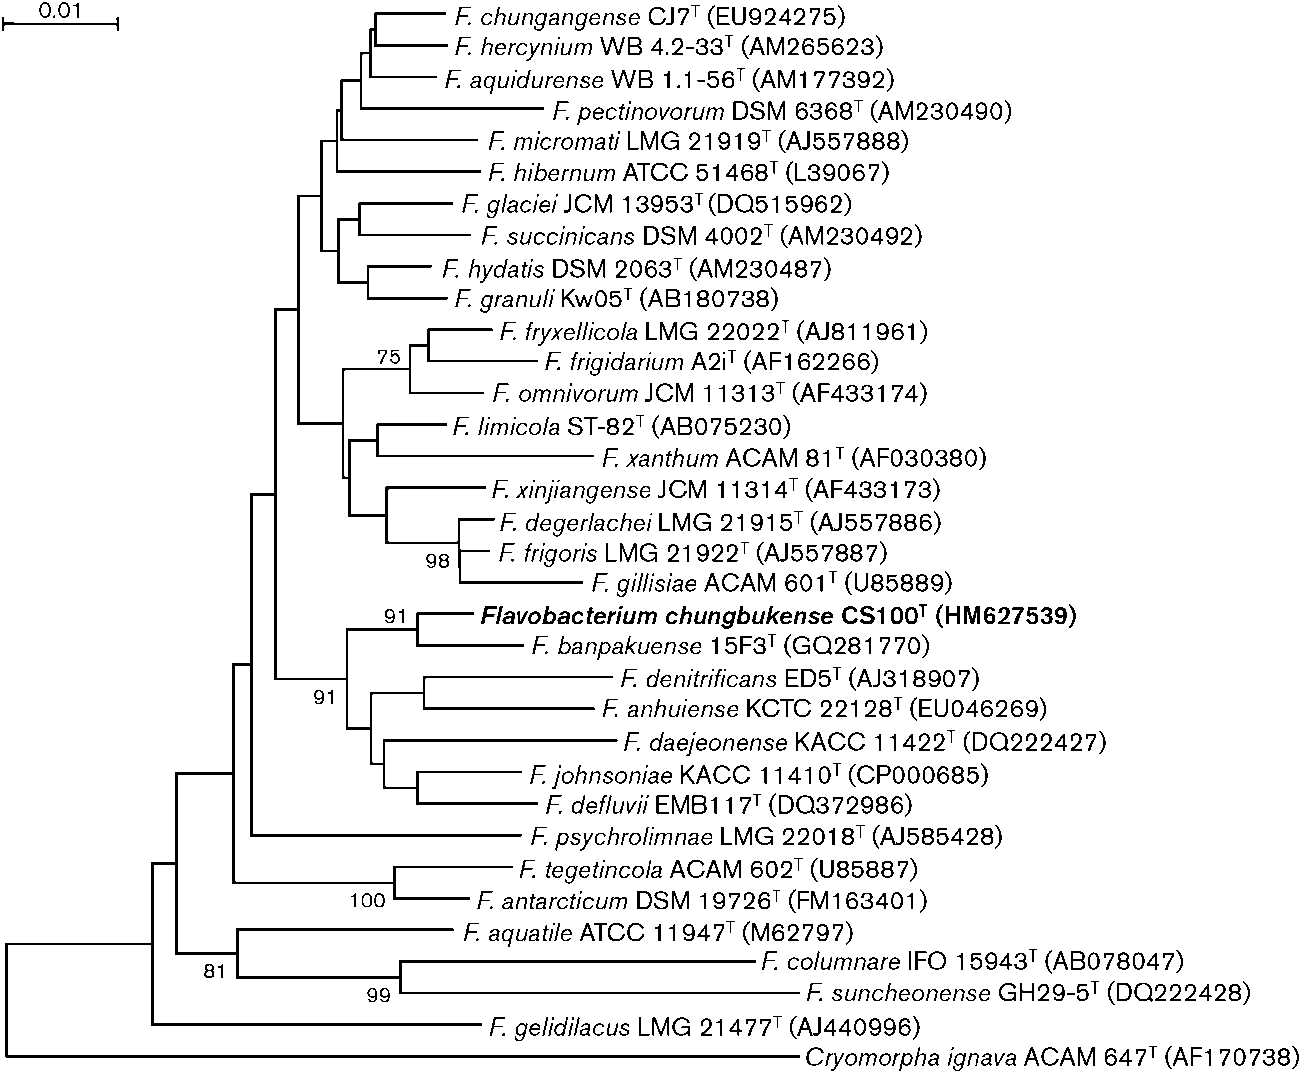 0.01
F. chungangense CJ7ᵀ (EU924275)
F. hercynium WB 4.2-33ᵀ (AM265623)
F. aquidurense WB 1.1-56ᵀ (AM177392)
F. pectinovorum DSM 6368ᵀ (AM230490)
F. micromati LMG 21919ᵀ (AJ557888)
F. hibernum ATCC 51468ᵀ (L39067)
F. glaciei JCM 13953ᵀ (DQ515962)
F. succinicans DSM 4002ᵀ (AM230492)
F. hydatis DSM 2063ᵀ (AM230487)
F. granuli Kw05ᵀ (AB180738)
F. fryxellicola LMG 22022ᵀ (AJ811961)
75
F. frigidarium A2iᵀ (AF162266)
F. omnivorum JCM 11313ᵀ (AF433174)
F. limicola ST-82ᵀ (AB075230)
F. xanthum ACAM 81ᵀ (AF030380)
F. xinjiangense JCM 11314ᵀ (AF433173)
F. degerlachei LMG 21915ᵀ (AJ557886)
F. frigoris LMG 21922ᵀ (AJ557887)
98
F. gillisiae ACAM 601ᵀ (U85889)
91
Flavobacterium chungbukense CS100ᵀ (HM627539)
F. banpakuense 15F3ᵀ (GQ281770)
F. denitrificans ED5ᵀ (AJ318907)
91
F. anhuiense KCTC 22128ᵀ (EU046269)
F. daejeonense KACC 11422ᵀ (DQ222427)
F. johnsoniae KACC 11410ᵀ (CP000685)
F. defluvii EMB117ᵀ (DQ372986)
F. psychrolimnae LMG 22018ᵀ (AJ585428)
F. tegetincola ACAM 602ᵀ (U85887)
100
F. antarcticum DSM 19726ᵀ (FM163401)
F. aquatile ATCC 11947ᵀ (M62797)
F. columnare IFO 15943ᵀ (AB078047)
81
99
F. suncheonense GH29-5ᵀ (DQ222428)
F. gelidilacus LMG 21477ᵀ (AJ440996)
Cryomorpha ignava ACAM 647ᵀ (AF170738)